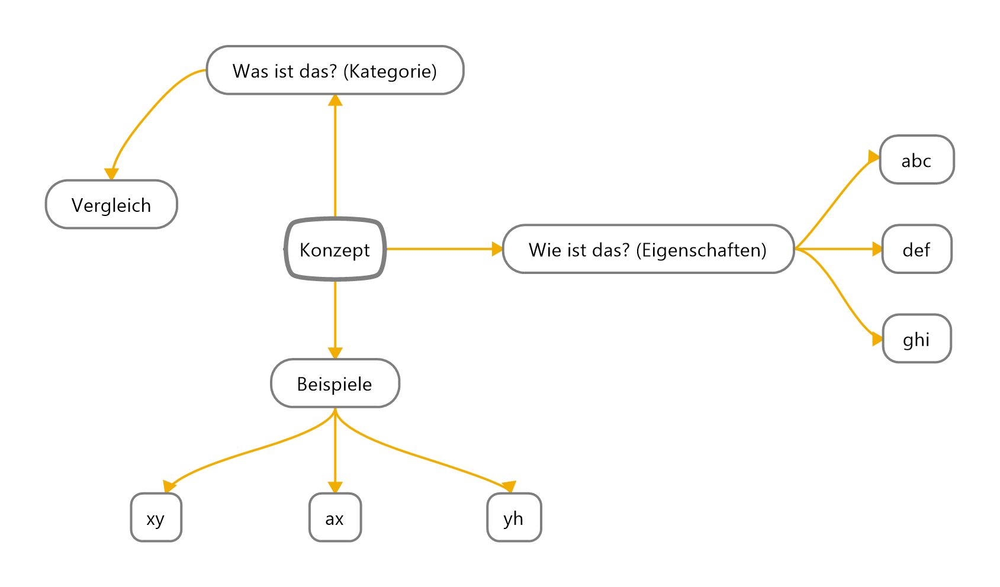 Was ist das? (Kategorie)
abc
Vergleich
Konzept
Wie ist das? (Eigenschaften)
def
ghi
Beispiele
xy
ax
yh